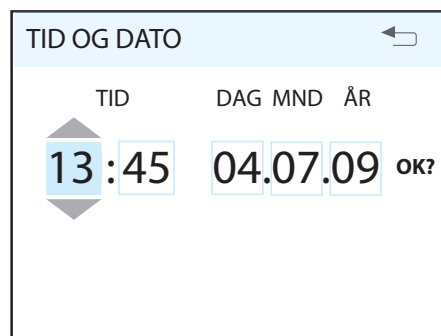 TID OG DATO
TID DAG MND ÅR
13 : 45 04.07.09 OK?